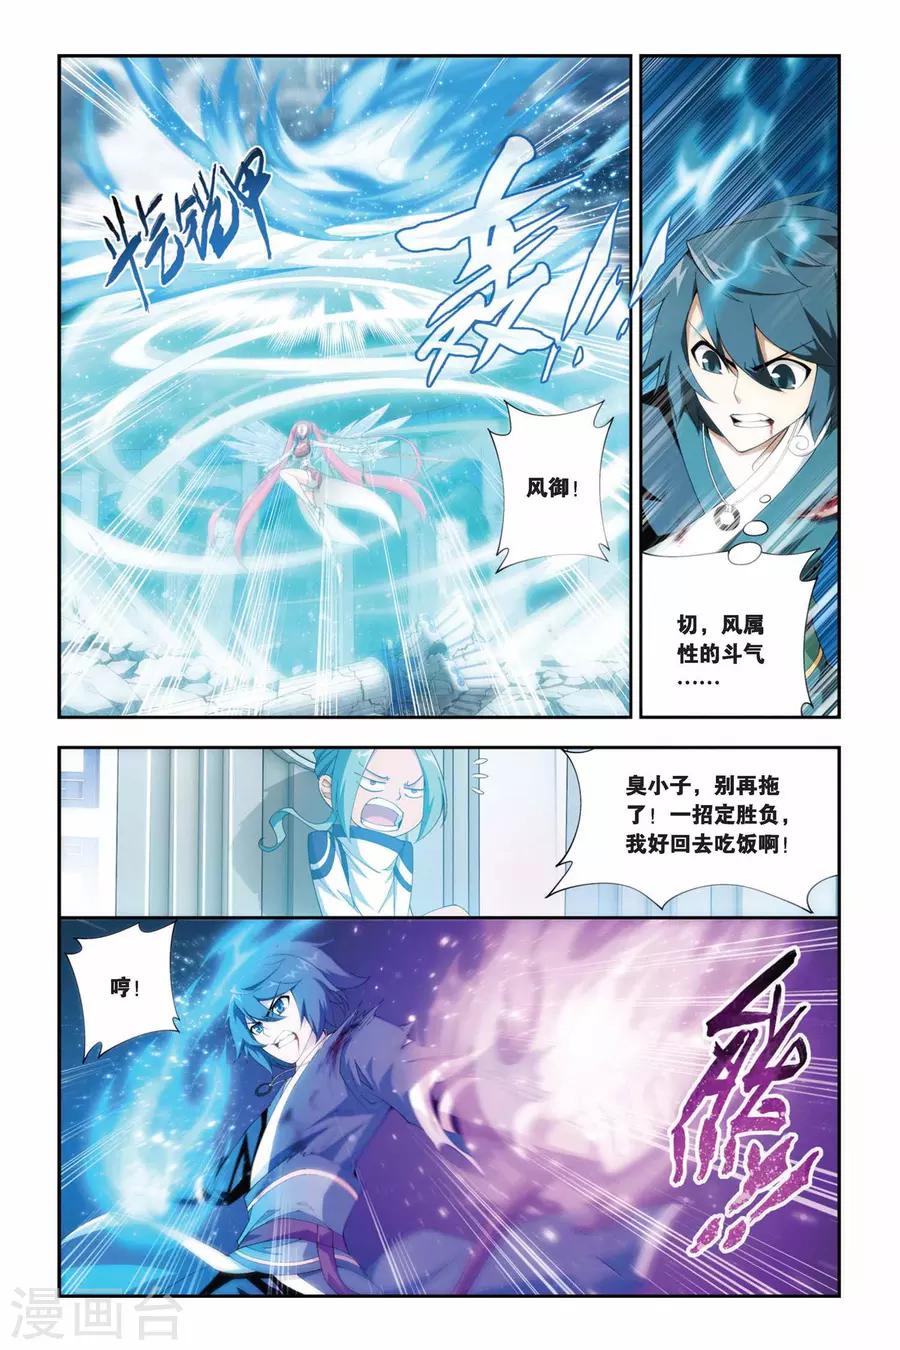 斗气铠甲
轰!!!
风御！
切，风属
性的斗气
……
臭小子，别再拖
了！一招定胜负，
我好回去吃饭啊！
哼！
漫画台